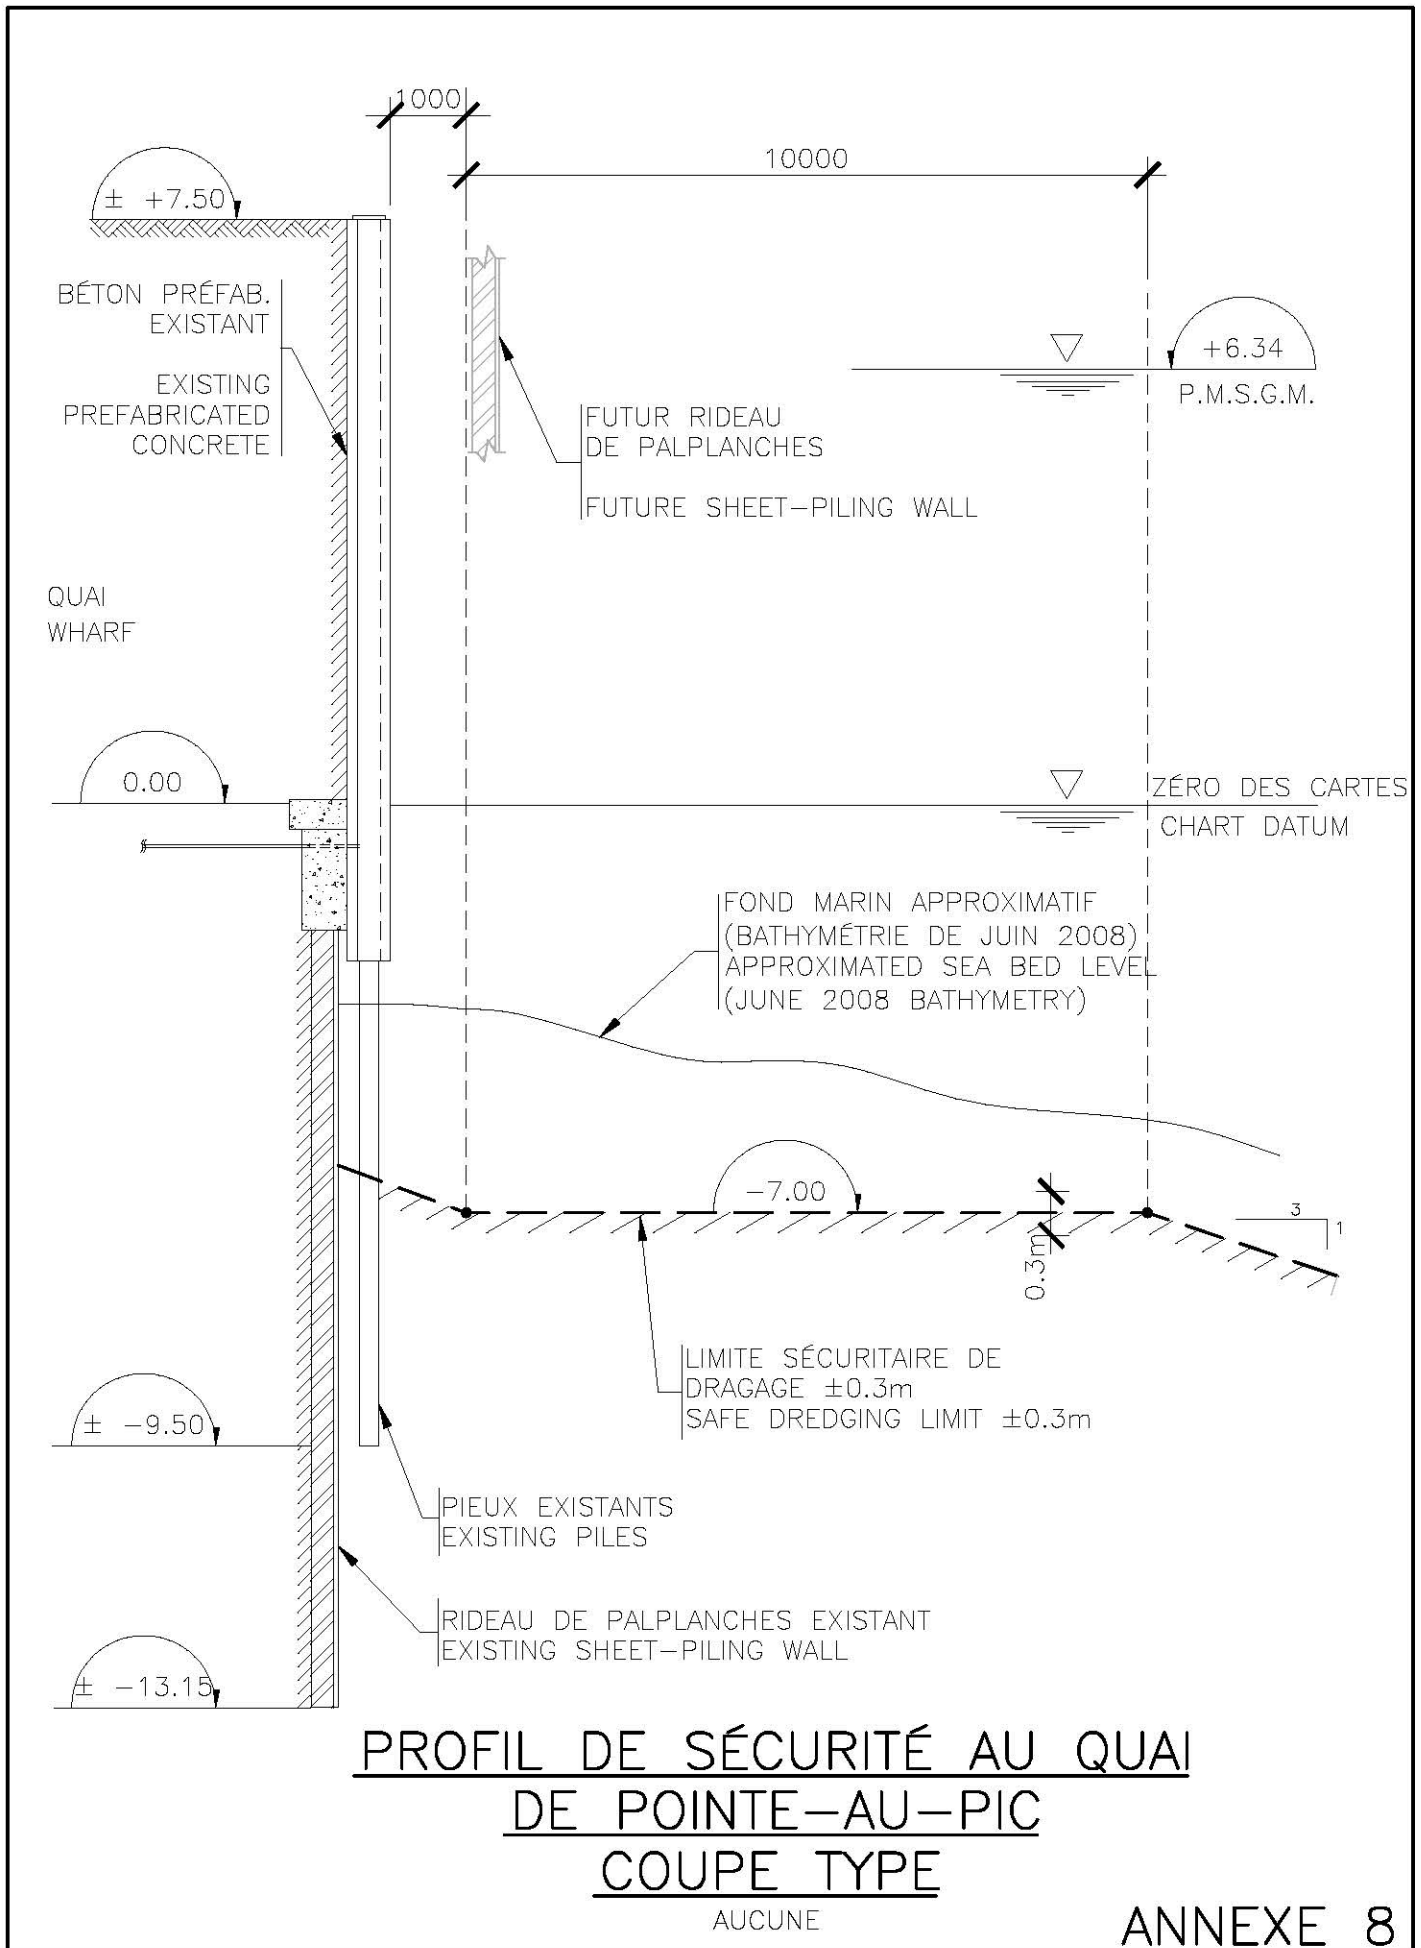 1000
10000
± +7.50
BÉTON PRÉFAB.
EXISTANT
EXISTING
PREFABRICATED
CONCRETE
+6.34
P.M.S.G.M.
FUTUR RIDEAU
DE PALPLANCHES
FUTURE SHEET-PILING WALL
QUAI
WHARF
0.00
ZÉRO DES CARTES
CHART DATUM
FOND MARIN APPROXIMATIF
(BATHYMÉTRIE DE JUIN 2008)
APPROXIMATED SEA BED LEVEL
(JUNE 2008 BATHYMETRY)
-7.00
0.3m
3
1
LIMITE SÉCURITAIRE DE
DRAGAGE ±0.3m
SAFE DREDGING LIMIT ±0.3m
± -9.50
PIEUX EXISTANTS
EXISTING PILES
RIDEAU DE PALPLANCHES EXISTANT
EXISTING SHEET-PILING WALL
± -13.15
PROFIL DE SÉCURITÉ AU QUAI
DE POINTE-AU-PIC
COUPE TYPE
AUCUNE
ANNEXE 8